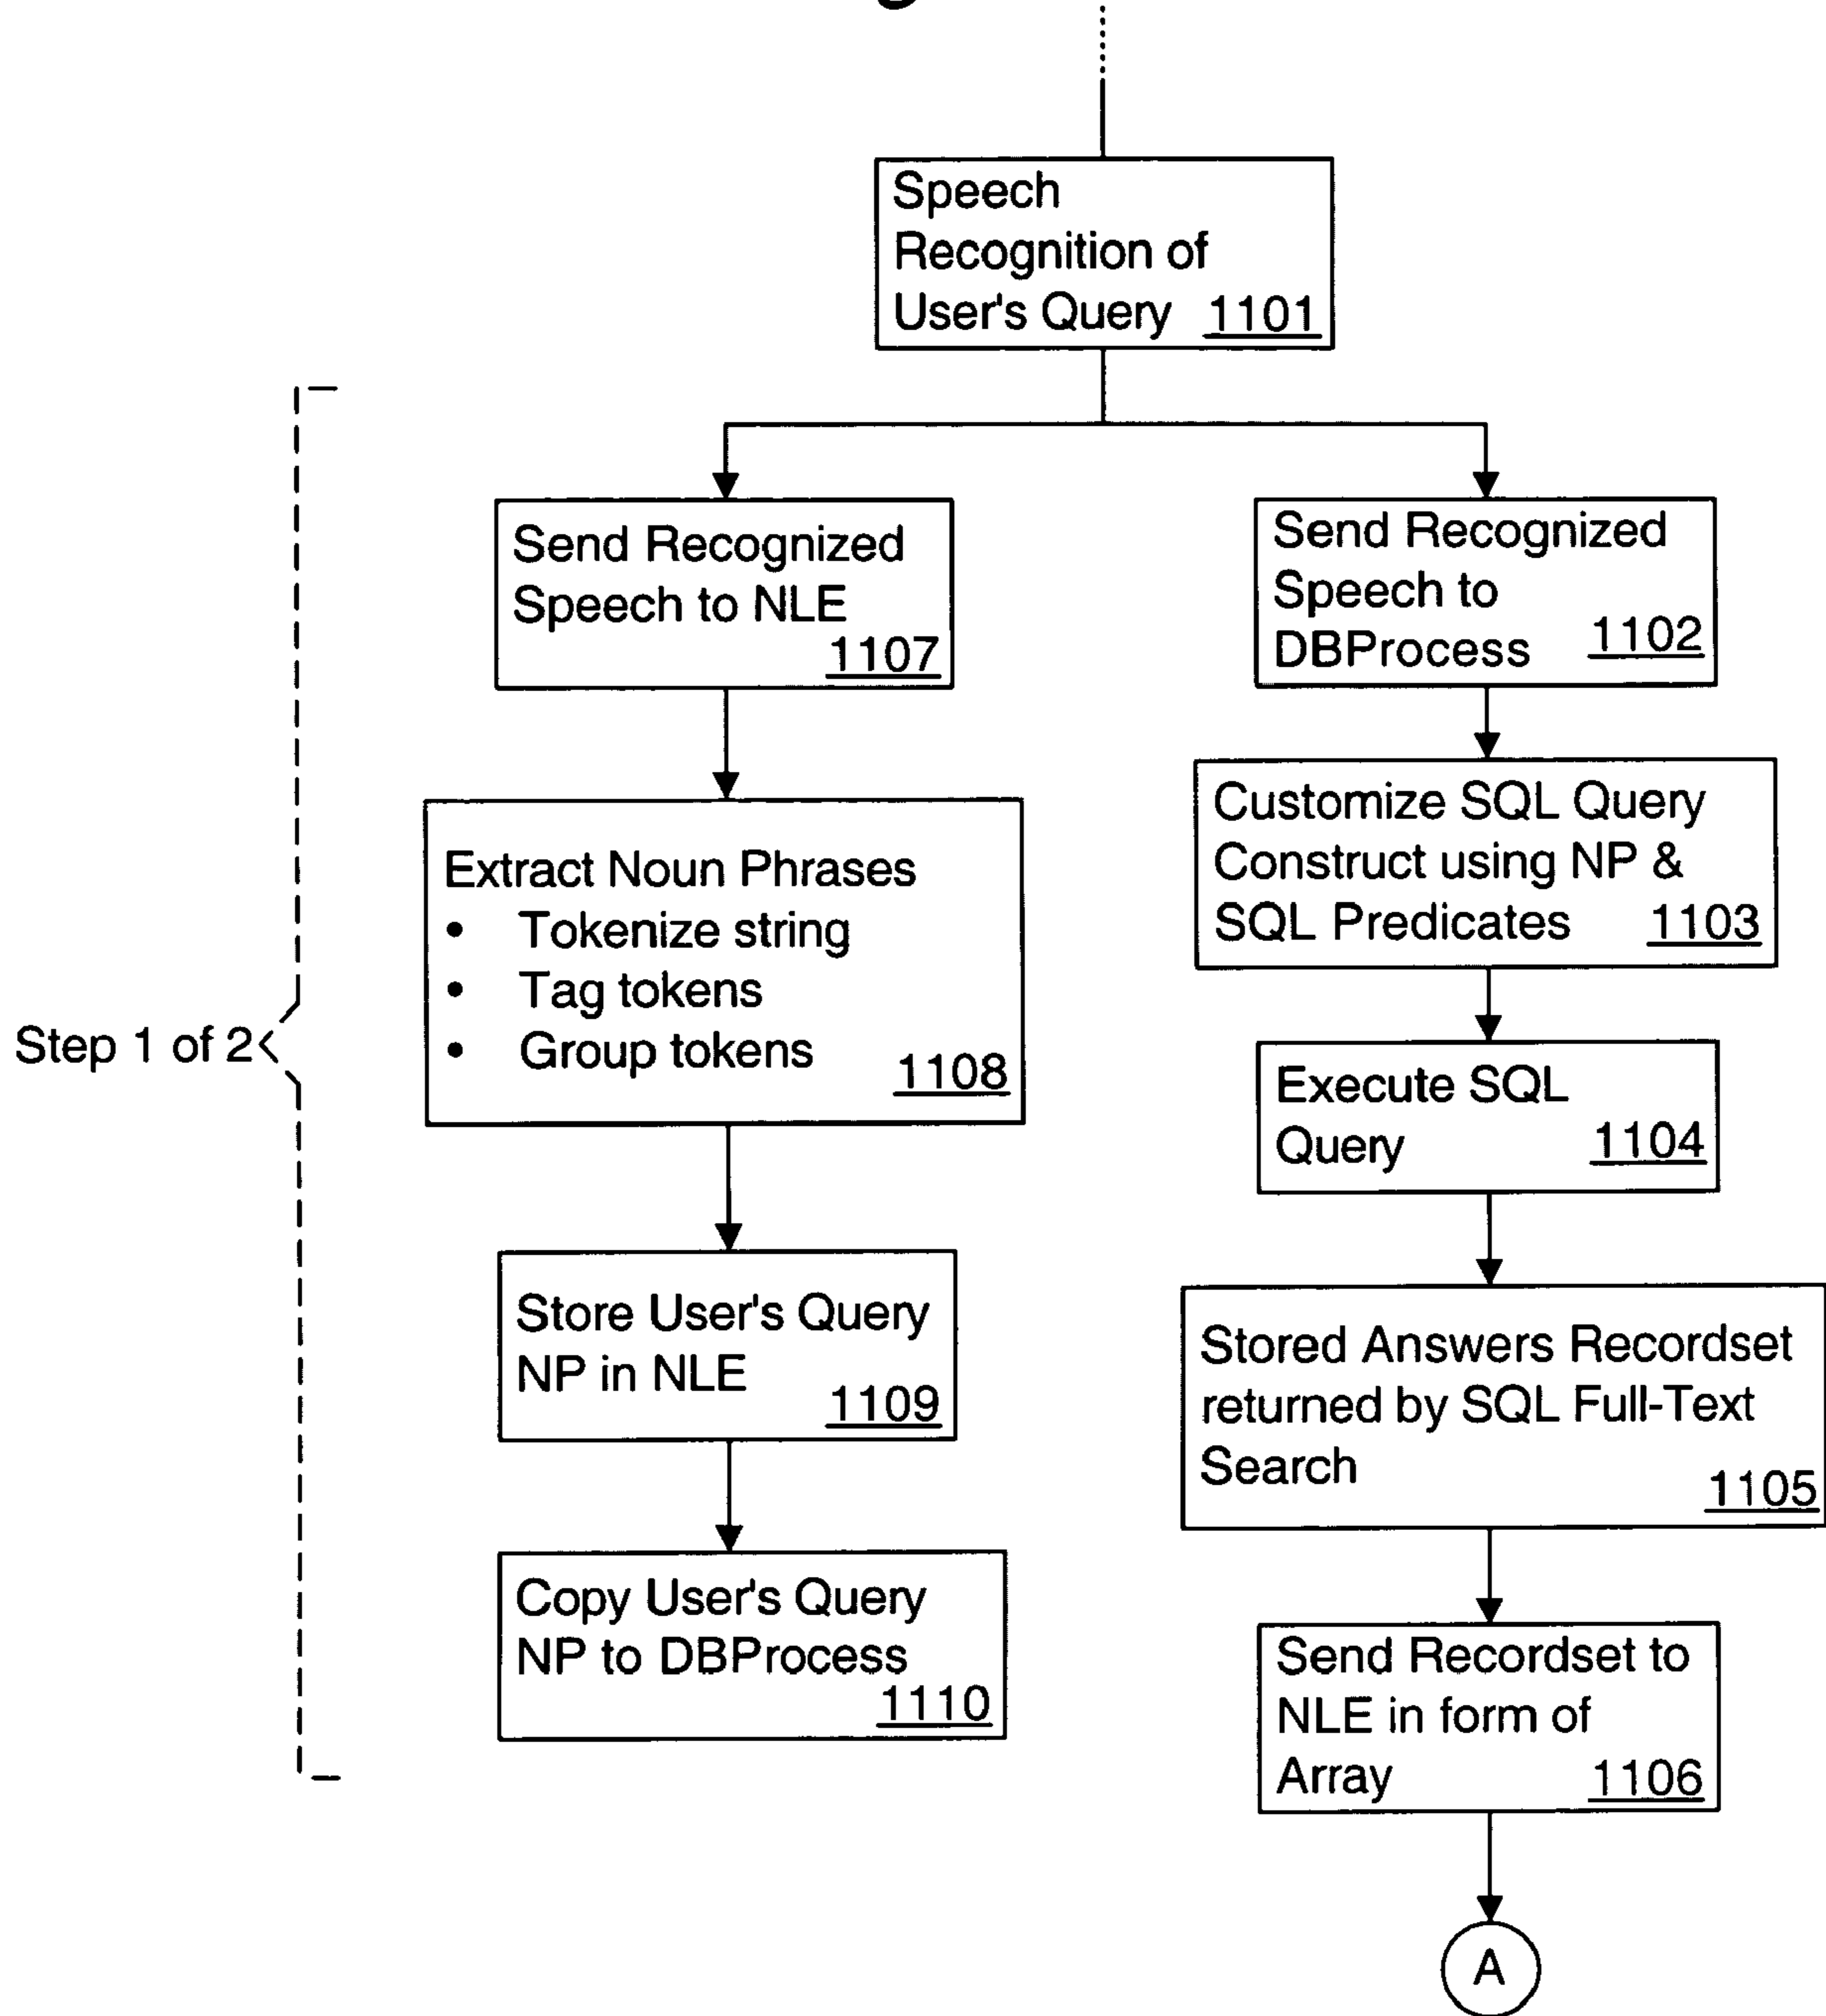 Speech
Recognition of
User's Query 1101
Send Recognized
Speech to NLE
1107
Send Recognized
Speech to
DBProcess 1102
Extract Noun Phrases
• Tokenize string
• Tag tokens
• Group tokens
1108
Customize SQL Query
Construct using NP &
SQL Predicates 1103
Step 1 of 2
Execute SQL
Query 1104
Store User's Query
NP in NLE
1109
Stored Answers Recordset
returned by SQL Full-Text
Search
1105
Copy User's Query
NP to DBProcess
1110
Send Recordset to
NLE in form of
Array 1106
A